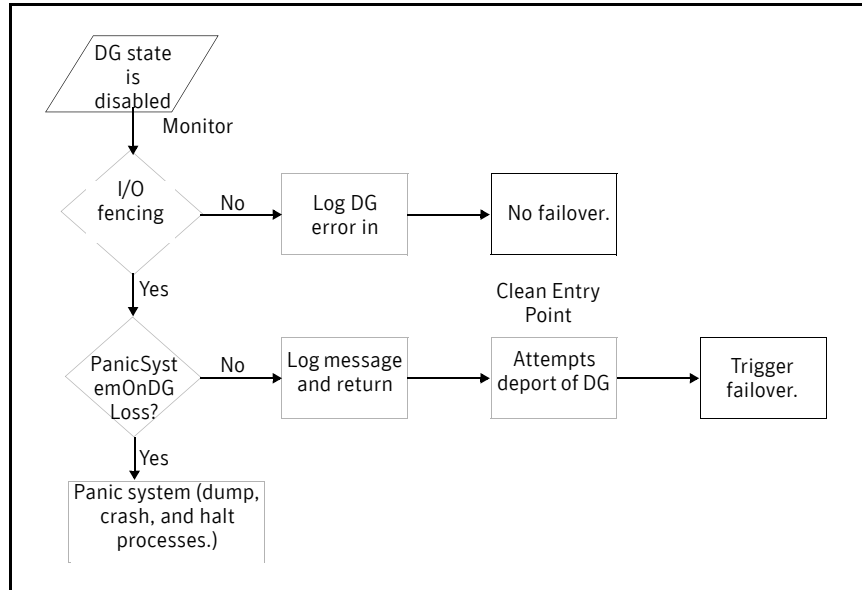 DG state
is
disabled
Monitor
I/O
fencing
No
Log DG
error in
No failover.
Yes
Clean Entry
Point
PanicSyst
emOnDG
Loss?
No
Log message
and return
Attempts
deport of DG
Trigger
failover.
Yes
Panic system (dump,
crash, and halt
processes.)